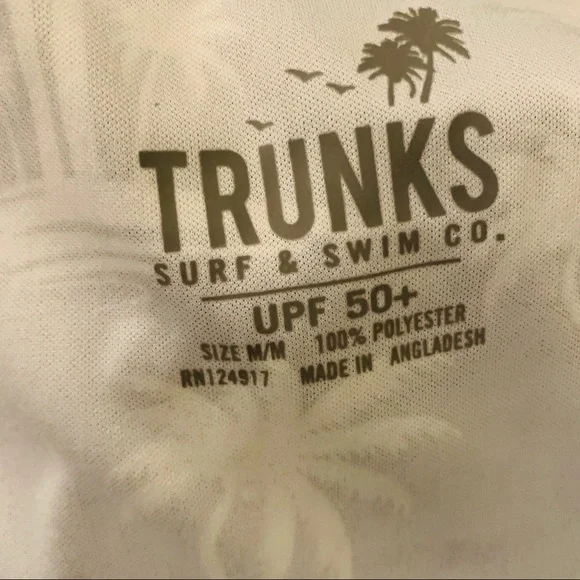 TRUNKS
SURF & SWIM CO.
UPF 50+
SIZE M/M 100% POLYESTER
RN124917 MADE IN ANGLADESH